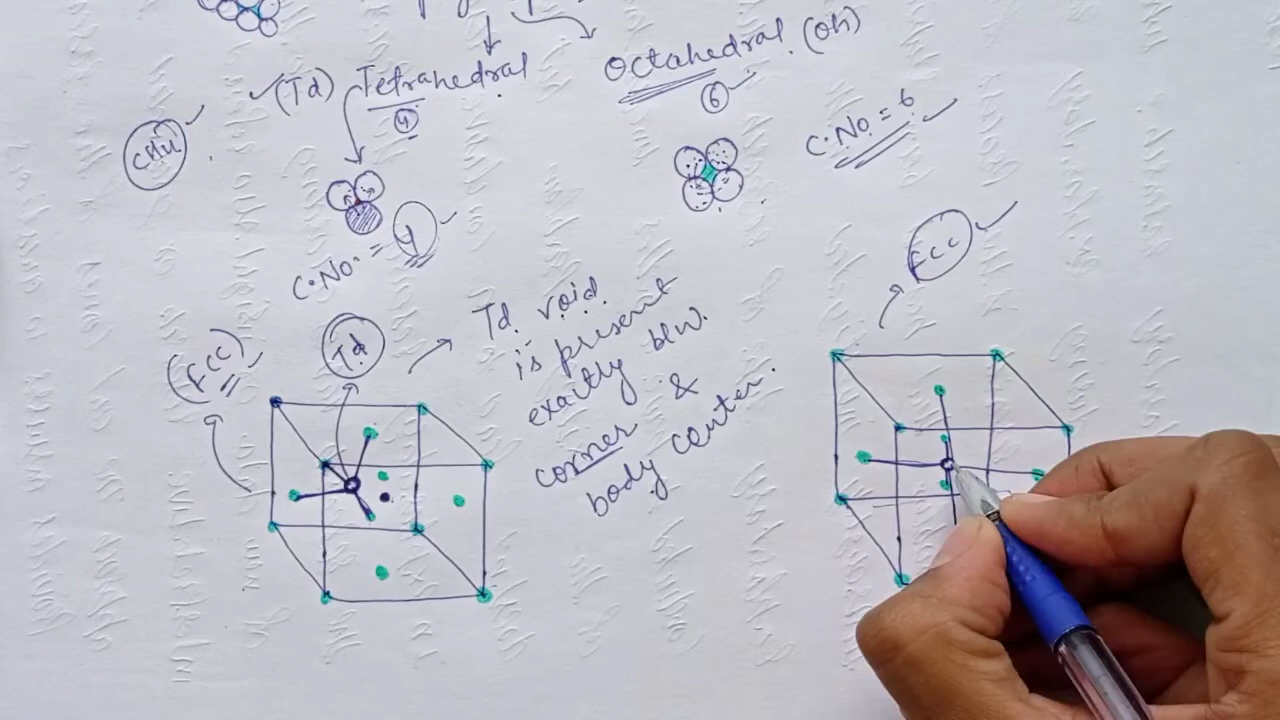 (Td) Tetrahedral
4
Octahedral (Oh)
6
C.No. = 6
C.No. = 4
(FCC)
Td
Td void
is present
exactly b/w
corner &
body center.
FCC